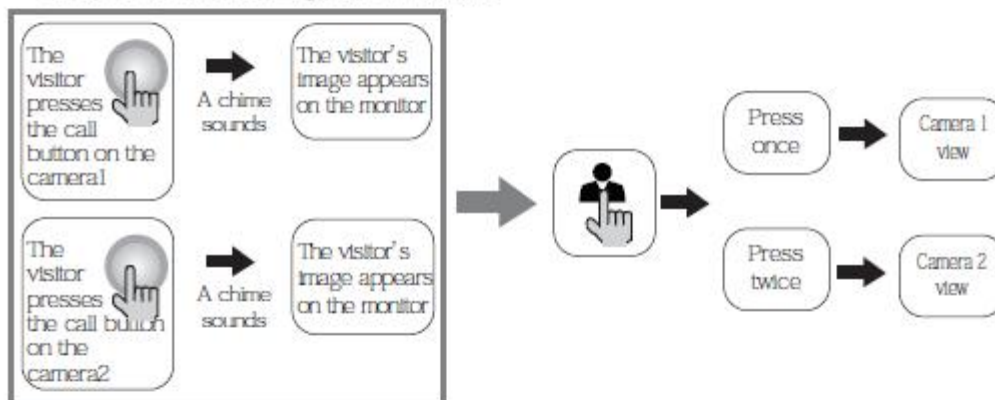 The
visitor
presses
the call
button on the
camera1
A chime
sounds
The visitor's
image appears
on the monitor
The
visitor
presses
the call button
on the
camera2
A chime
sounds
The visitor's
image appears
on the monitor
Press
once
Camera 1
view
Press
twice
Camera 2
view